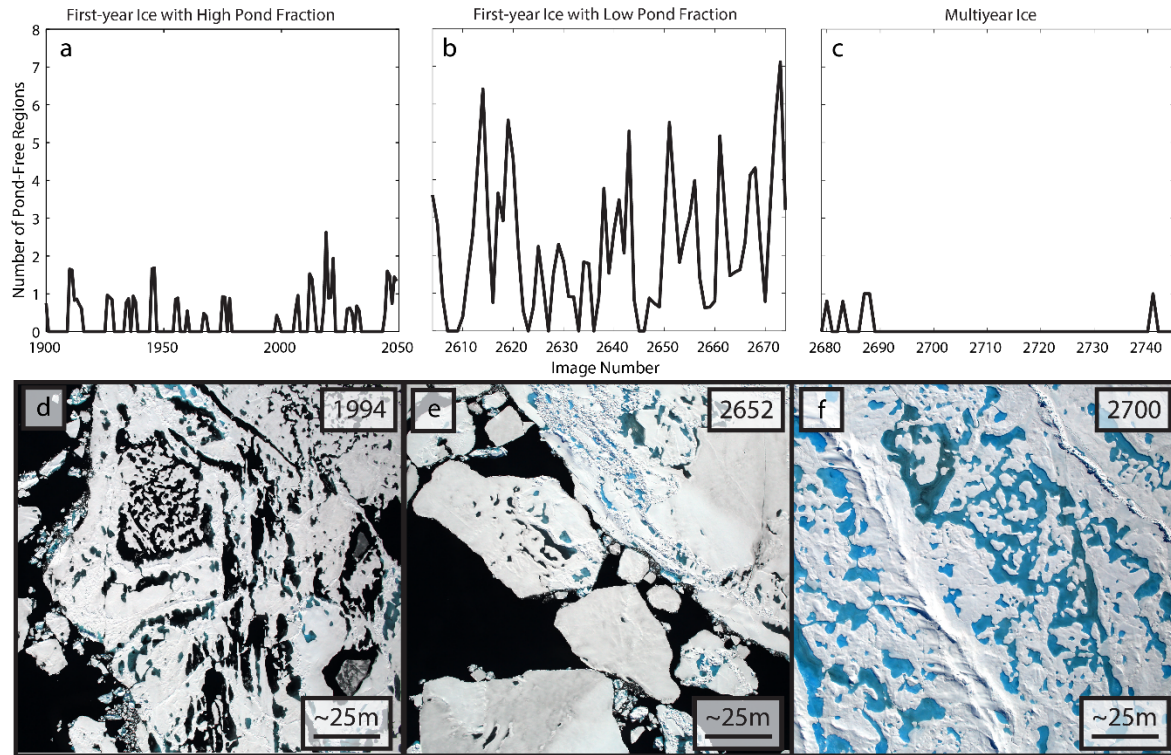 First-year Ice with High Pond Fraction
First-year Ice with Low Pond Fraction
Multiyear Ice
Number of Pond-Free Regions
8
7
6
5
4
3
2
1
0
a
1900
1950
2000
2050
b
2610
2620
2630
2640
2650
2660
2670
c
2680
2690
2700
2710
2720
2730
2740
Image Number
d
1994
~25m
e
2652
~25m
f
2700
~25m